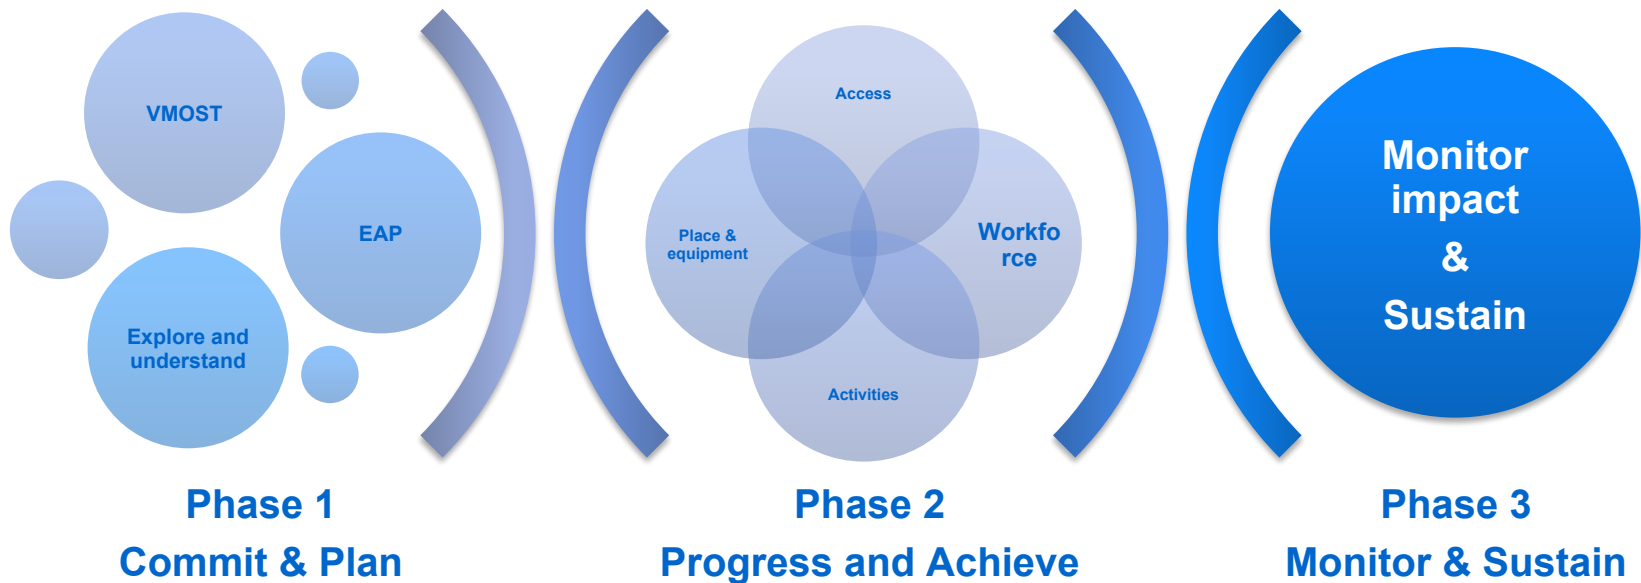 VMOST
EAP
Explore and
understand
Phase 1
Commit & Plan
Access
Place &
equipment
Workfo
rce
Activities
Phase 2
Progress and Achieve
Monitor
impact
&
Sustain
Phase 3
Monitor & Sustain